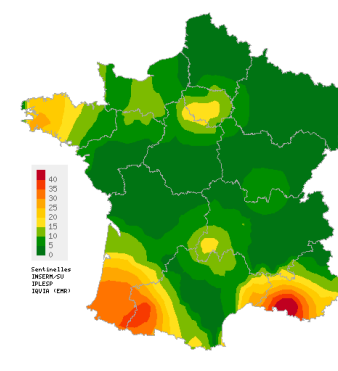 40
35
30
25
20
15
10
5
0
Sentinelles
INSERM/SU
IPLESP
IQVIA (EMR)